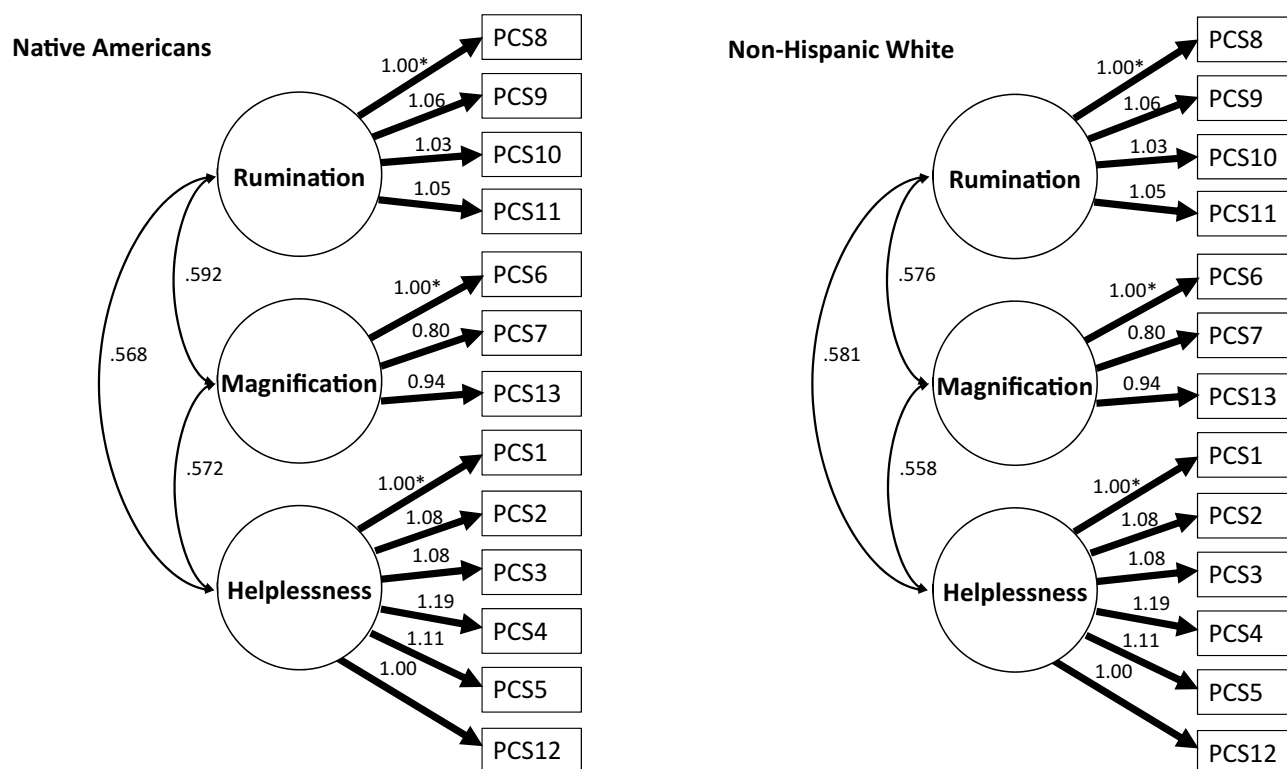 Native Americans
PCS8
1.00*
PCS9
1.06
PCS10
1.03
Rumination
PCS11
1.05
PCS6
1.00*
.592
PCS7
0.80
.568
Magnification
PCS13
0.94
PCS1
1.00*
.572
PCS2
1.08
PCS3
1.08
Helplessness
PCS4
1.19
PCS5
1.11
1.00
PCS12
Non-Hispanic White
PCS8
1.00*
PCS9
1.06
PCS10
1.03
Rumination
PCS11
1.05
PCS6
1.00*
.576
PCS7
0.80
.581
Magnification
PCS13
0.94
PCS1
1.00*
.558
PCS2
1.08
PCS3
1.08
Helplessness
PCS4
1.19
PCS5
1.11
1.00
PCS12